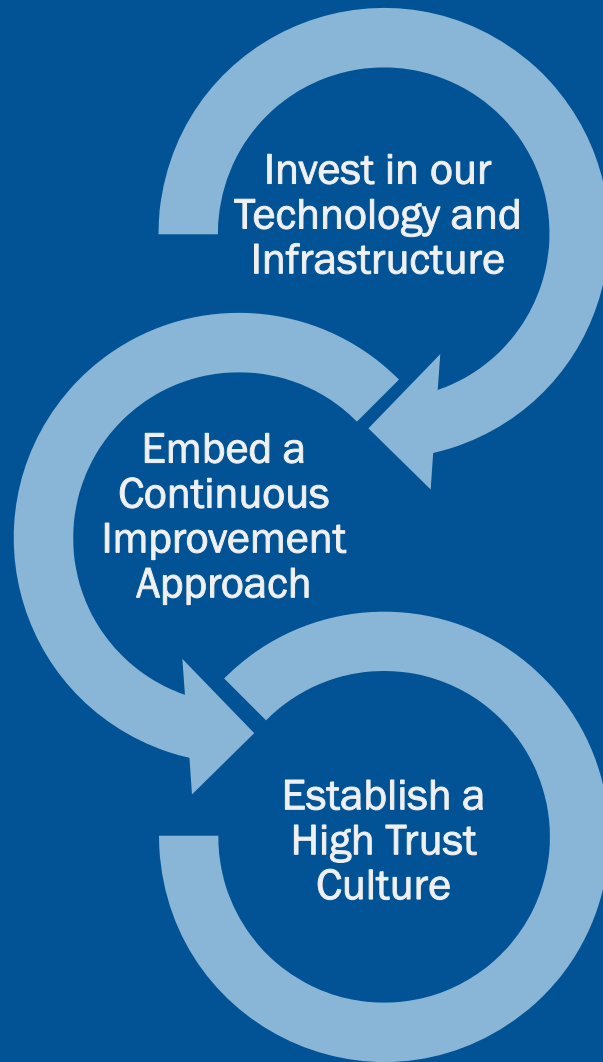 Invest in our
Technology and
Infrastructure
Embed a
Continuous
Improvement
Approach
Establish a
High Trust
Culture